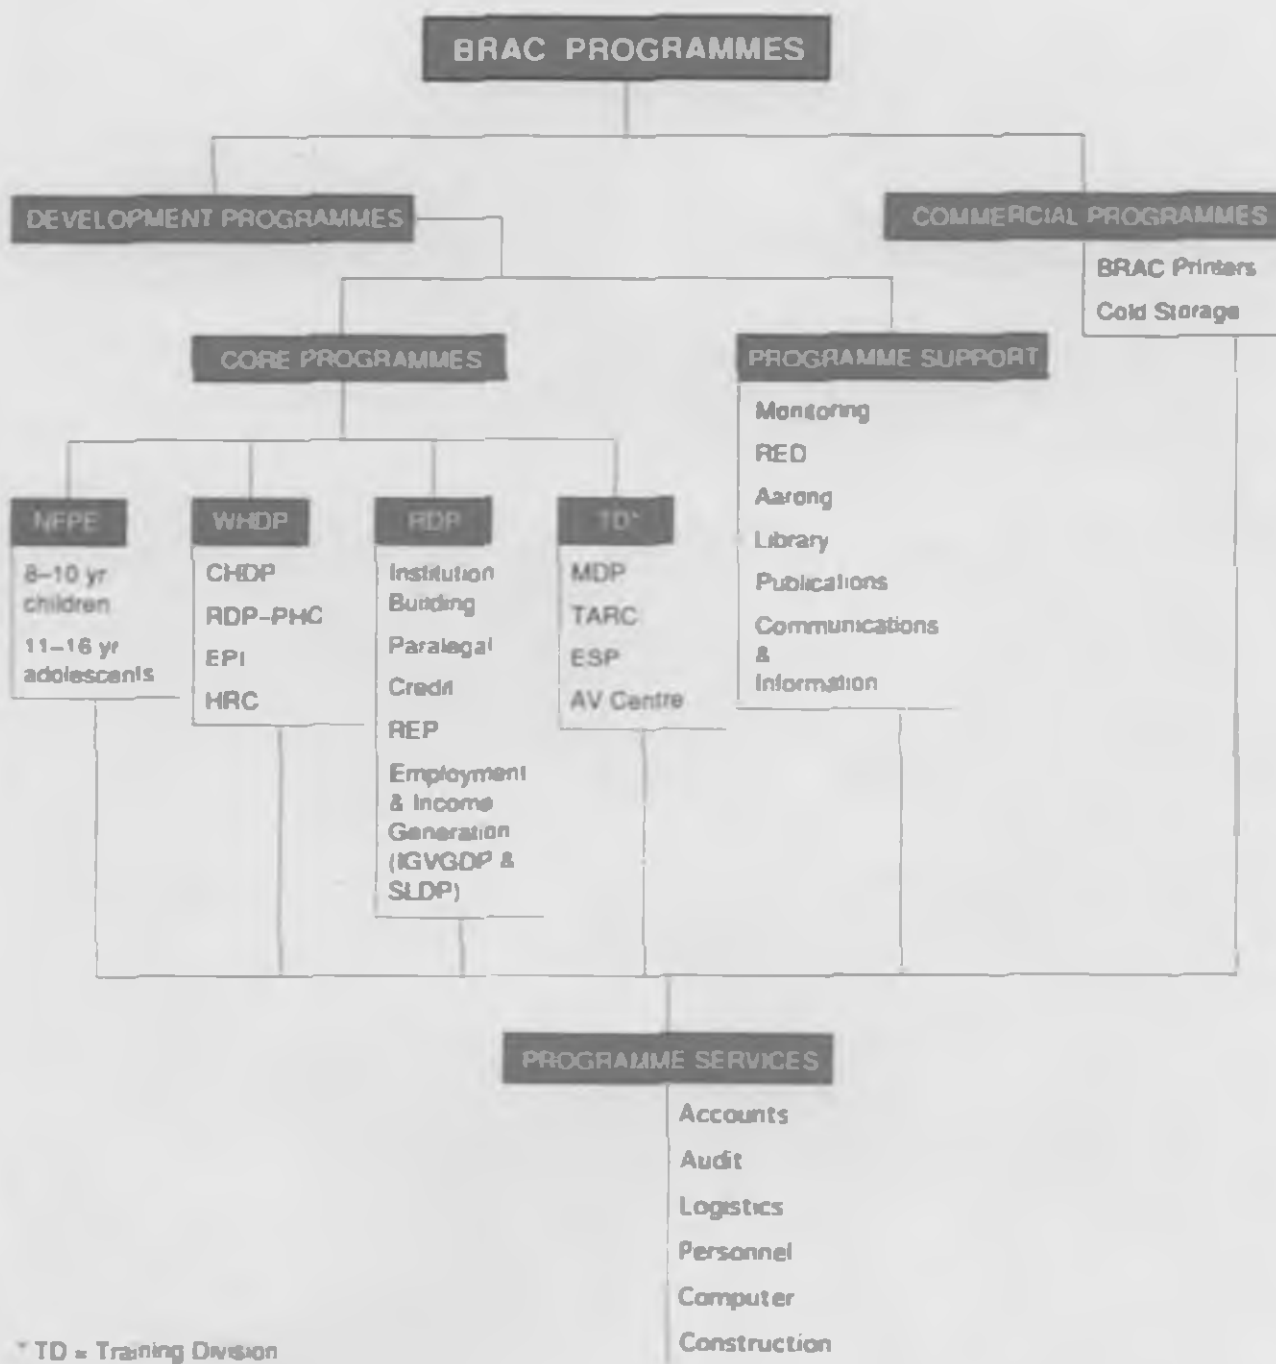 BRAC PROGRAMMES
DEVELOPMENT PROGRAMMES
COMMERCIAL PROGRAMMES
BRAC Printers
Cold Storage
CORE PROGRAMMES
PROGRAMME SUPPORT
Monitoring
RED
Aarong
Library
Publications
Communications
&
Information
NFPE
8–10 yr
children
11–16 yr
adolescents
WHDP
CHDP
RDP–PHC
EPI
HRC
RDP
Institution
Building
Paralegal
Credit
REP
Employment
& Income
Generation
(IGVGDP &
SLDP)
TD*
MDP
TARC
ESP
AV Centre
PROGRAMME SERVICES
Accounts
Audit
Logistics
Personnel
Computer
Construction
* TD = Training Division